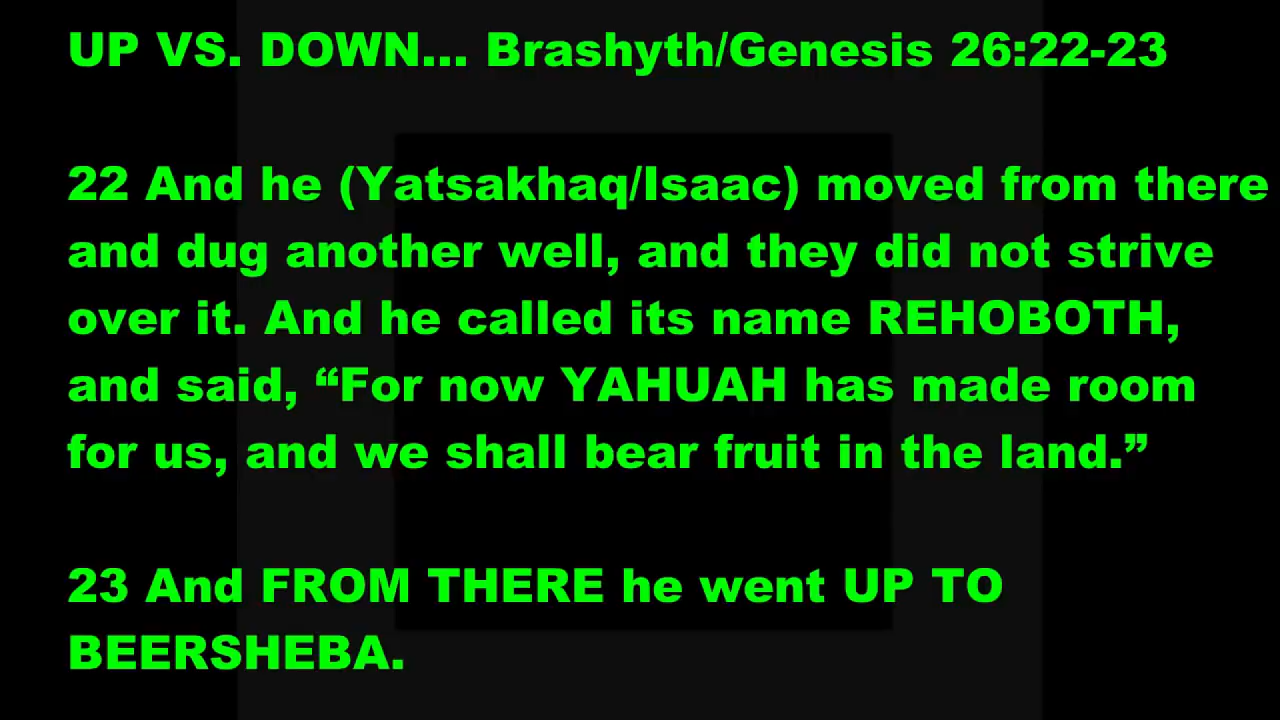 UP VS. DOWN... Brashyth/Genesis 26:22-23
22 And he (Yatsakhaq/Isaac) moved from there
and dug another well, and they did not strive
over it. And he called its name REHOBOTH,
and said, “For now YAHUAH has made room
for us, and we shall bear fruit in the land.”
23 And FROM THERE he went UP TO
BEERSHEBA.